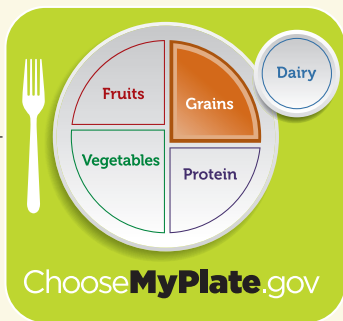 Dairy
Fruits
Grains
Vegetables
Protein
ChooseMyPlate.gov